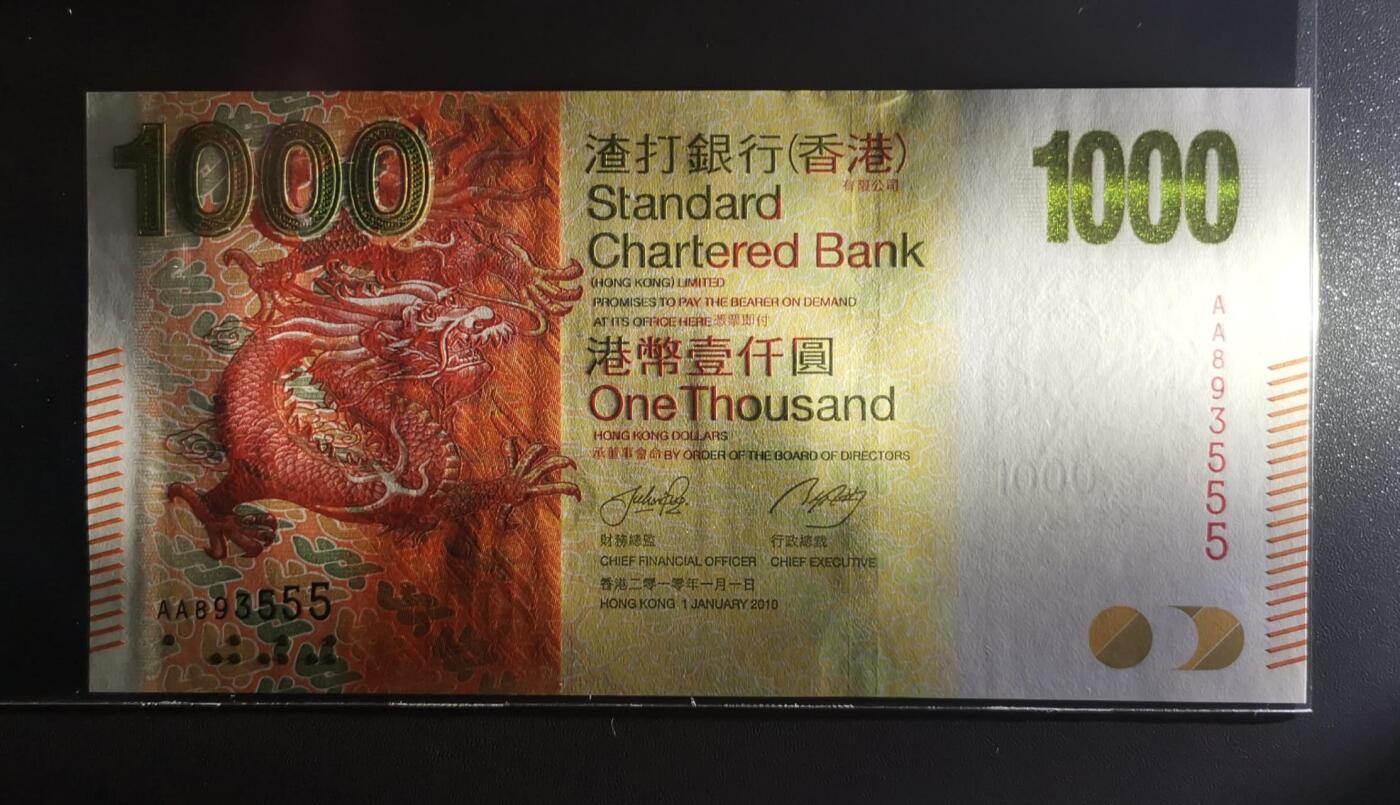 1000
渣打銀行(香港)
有限公司
Standard
Chartered Bank
(HONG KONG) LIMITED
PROMISES TO PAY THE BEARER ON DEMAND
AT ITS OFFICE HERE 憑票即付
港幣壹仟圓
One Thousand
HONG KONG DOLLARS
承董事會命 BY ORDER OF THE BOARD OF DIRECTORS
財務總監 行政總裁
CHIEF FINANCIAL OFFICER CHIEF EXECUTIVE
香港二零一零年一月一日
HONG KONG 1 JANUARY 2010
AA893555
1000
AA893555
1000